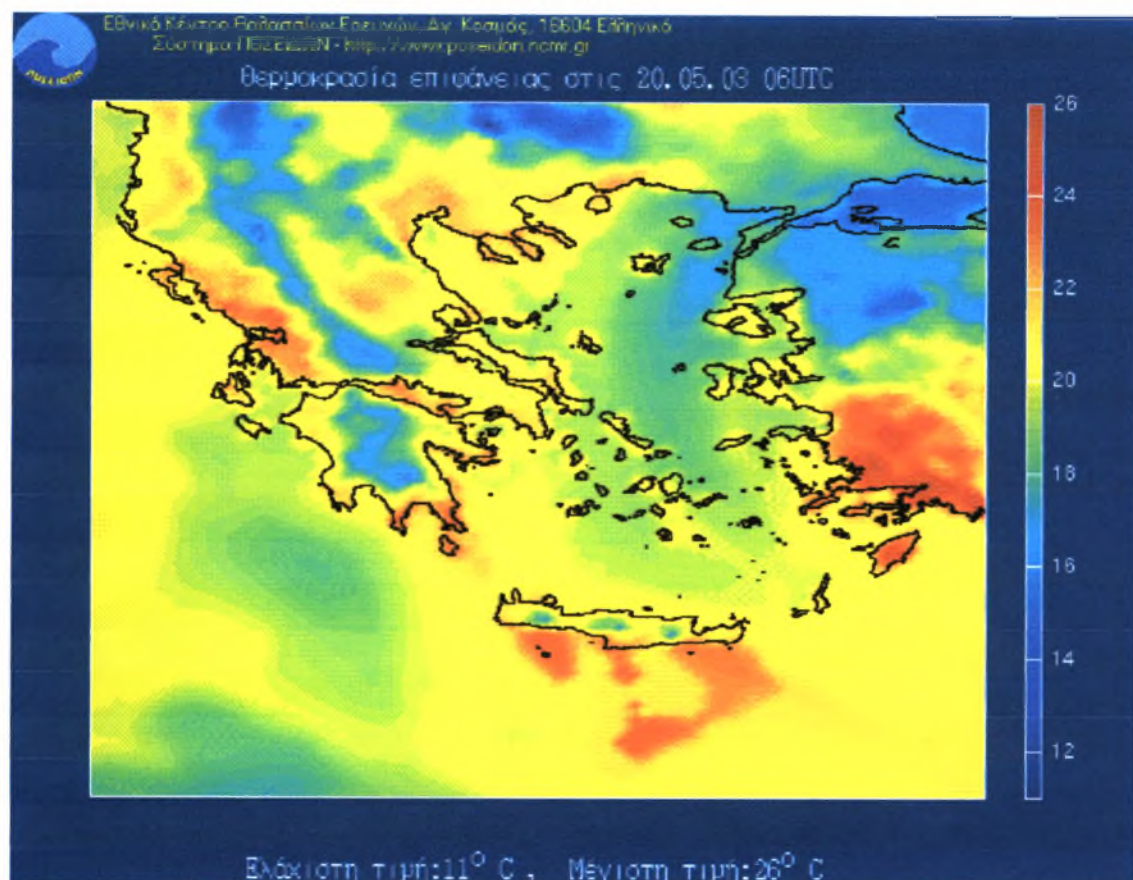 Εθνικό Κέντρο Θαλασσίων Ερευνών, Αγ. Κοσμάς, 16604 Ελληνικό
Σύστημα ΠΟΣΕΙΔΩΝ - http://www.poseidon.ncmr.gr
Θερμοκρασία επιφάνειας στις 20.05.03 06UTC
26
24
22
20
18
16
14
12
Ελάχιστη τιμή:11° C , Μέγιστη τιμή:26° C